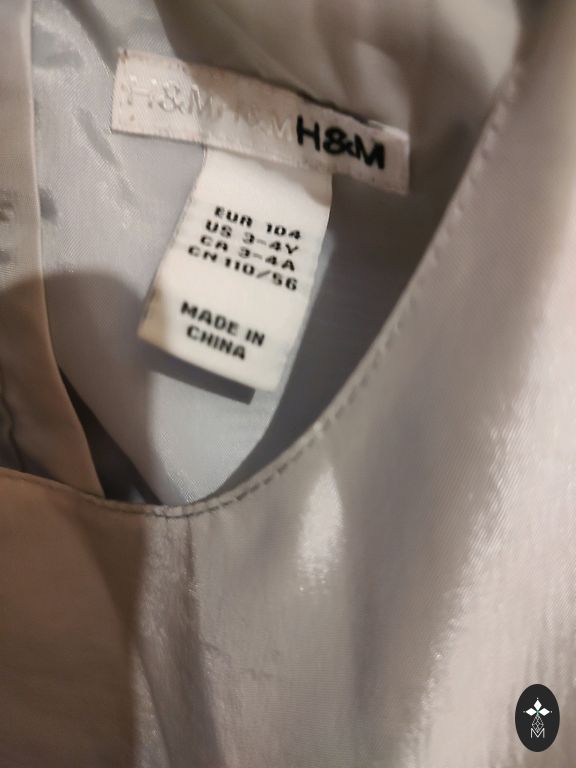 H&M H&M H&M
EUR 104
US 3-4Y
CA 3-4A
CN 110/56
MADE IN
CHINA
M